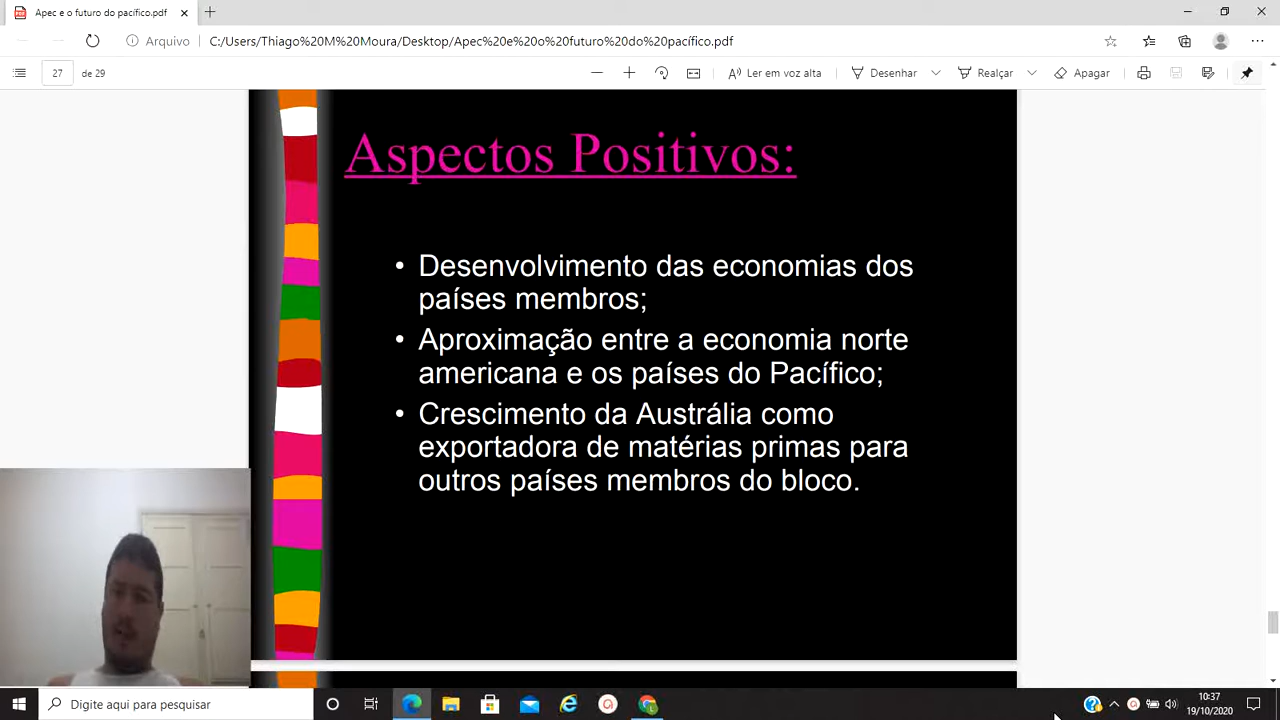 Apec e o futuro do pacífico.pdf
Arquivo
C:/Users/Thiago%20M%20Moura/Desktop/Apec%20e%20o%20futuro%20do%20pacífico.pdf
27
de 29
Ler em voz alta
Desenhar
Realçar
Apagar
Aspectos Positivos:
• Desenvolvimento das economias dos
países membros;
• Aproximação entre a economia norte
americana e os países do Pacífico;
• Crescimento da Austrália como
exportadora de matérias primas para
outros países membros do bloco.
Digite aqui para pesquisar
10:37
19/10/2020